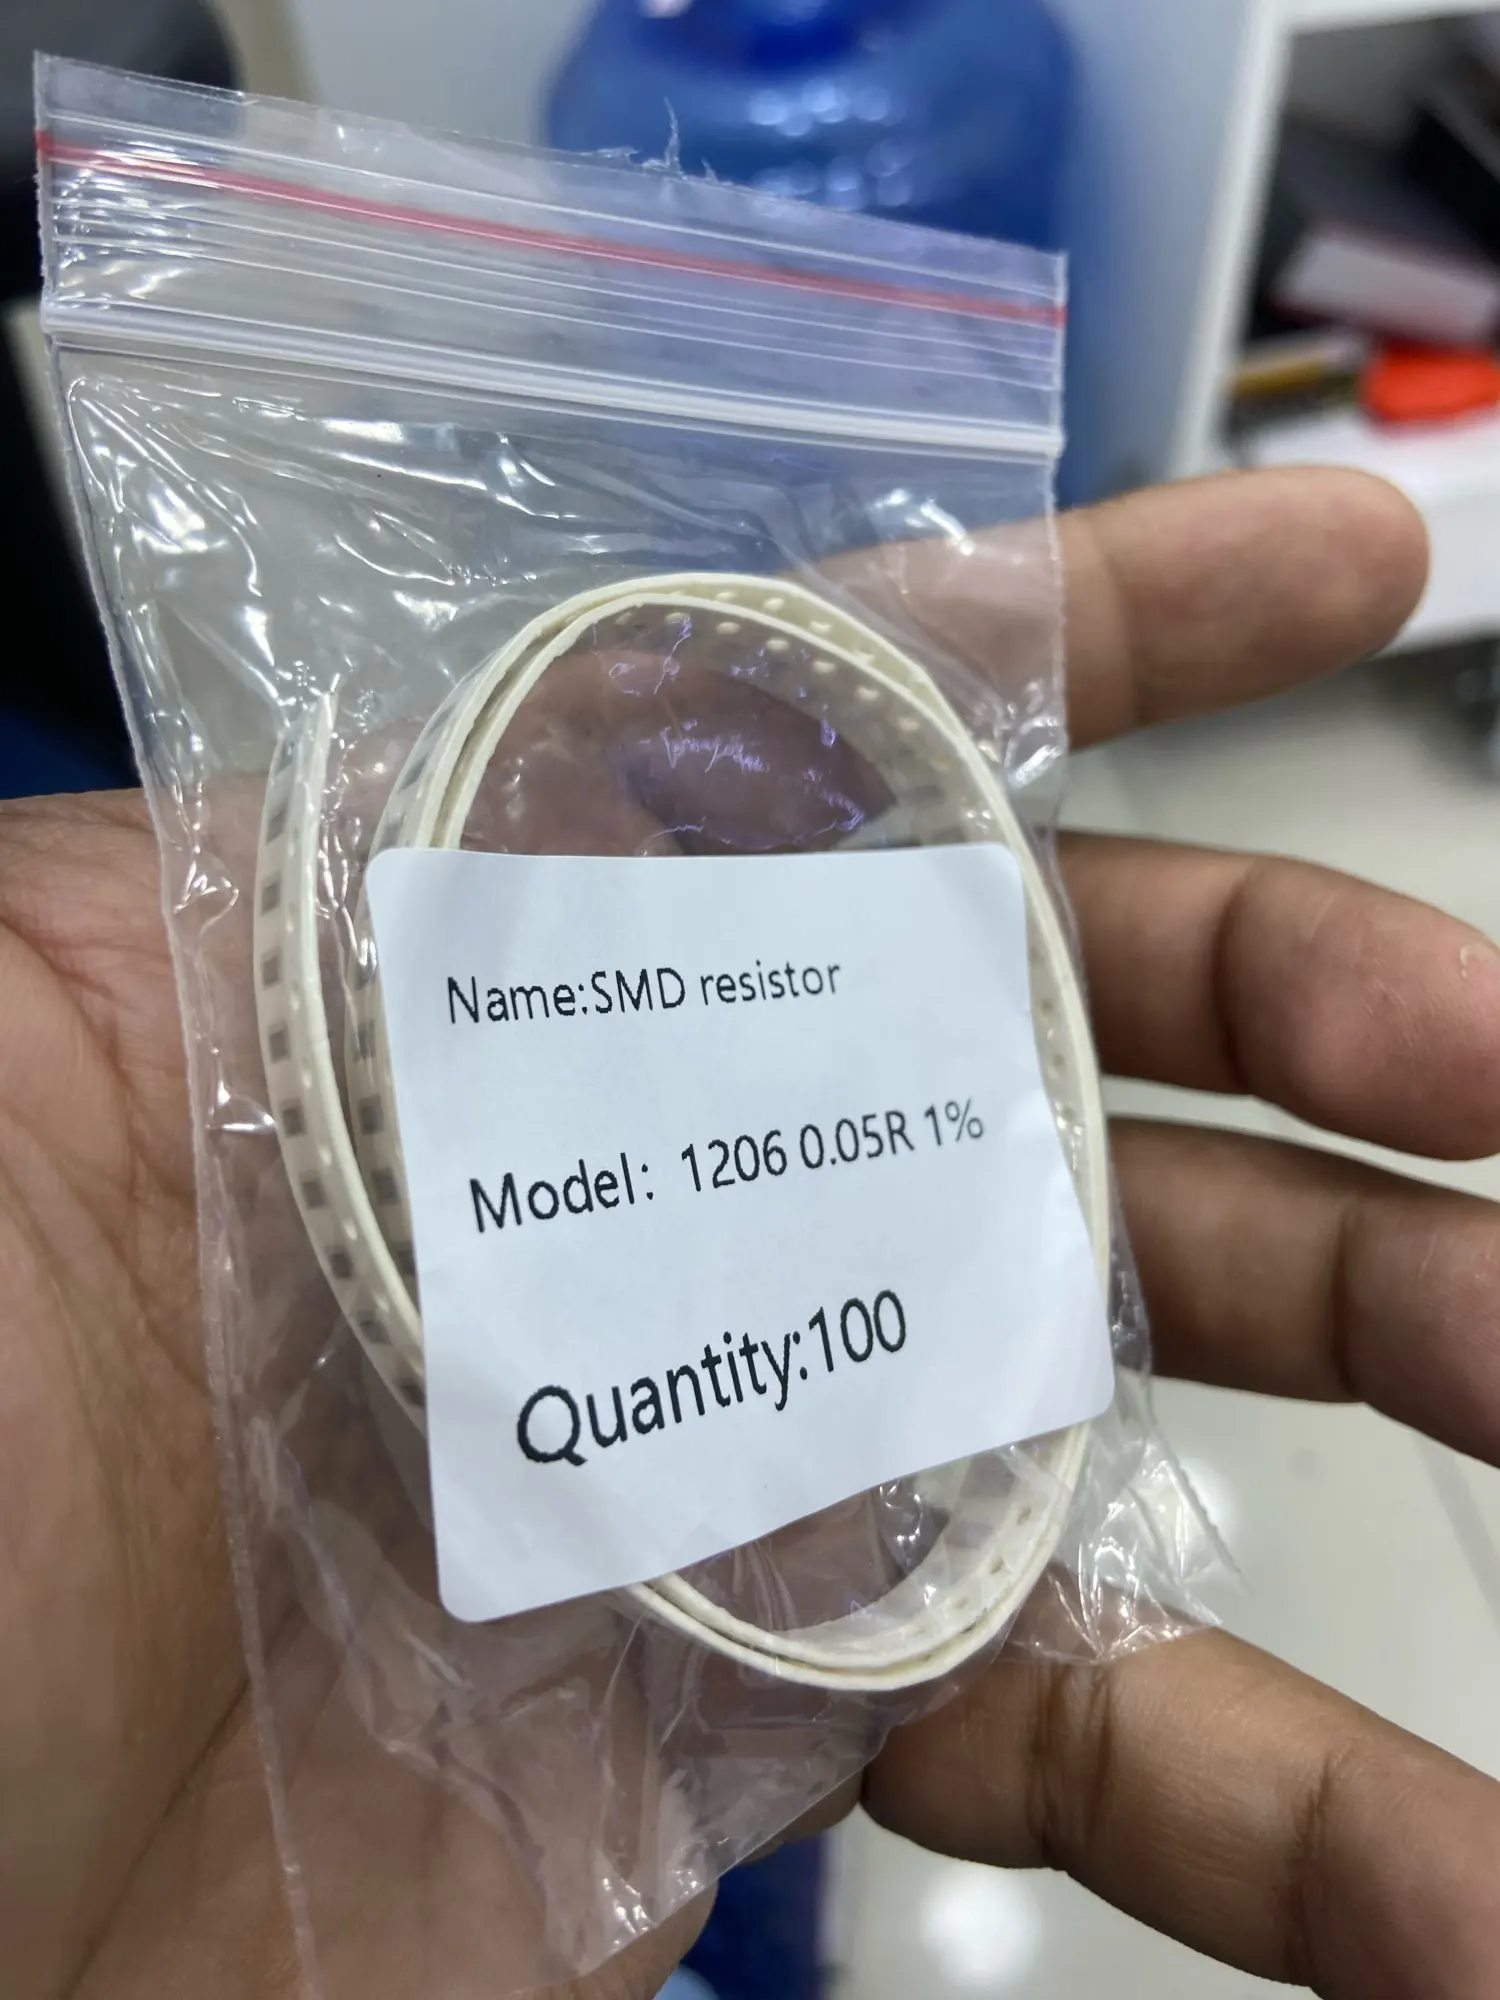 Name:SMD resistor
Model: 1206 0.05R 1%
Quantity:100